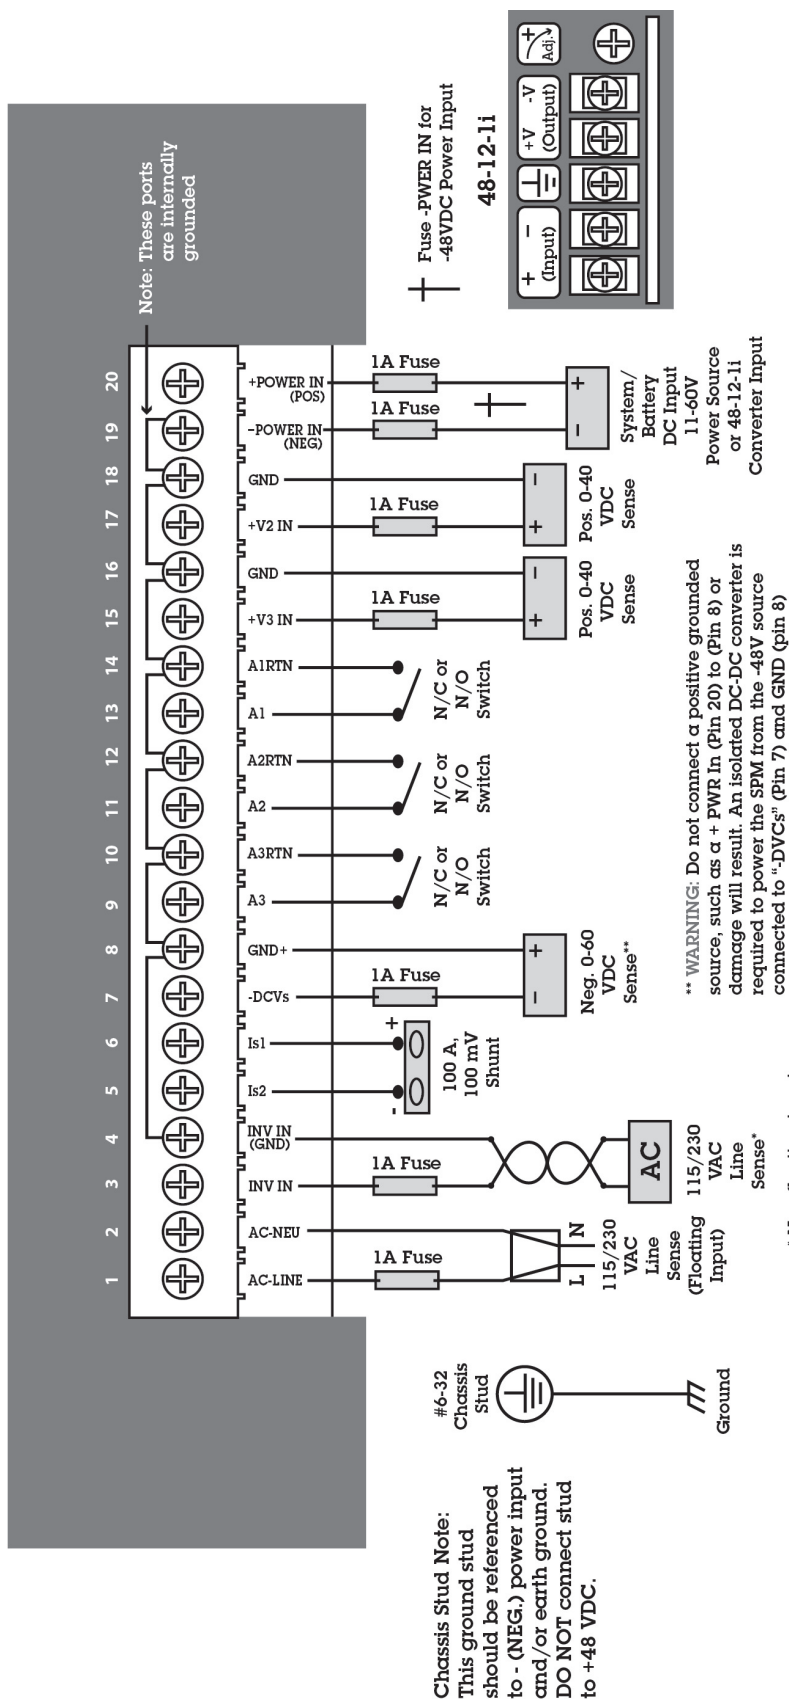 Note: These ports
are internally
grounded
1 2 3 4 5 6 7 8 9 10 11 12 13 14 15 16 17 18 19 20
AC-LINE
AC-NEU
INV IN
INV IN
(GND)
Is2
Is1
-DCVs
GND+
A3
A3RTN
A2
A2RTN
A1
A1RTN
+V3 IN
GND
+V2 IN
GND
-POWER IN
(NEG)
+POWER IN
(POS)
1A Fuse
1A Fuse
1A Fuse
1A Fuse
1A Fuse
1A Fuse
1A Fuse
L N
115/230
VAC
Line
Sense
(Floating
Input)
AC
115/230
VAC
Line
Sense*
- +
100 A,
100 mV
Shunt
- +
Neg. 0-60
VDC
Sense**
N/C or
N/O
Switch
N/C or
N/O
Switch
N/C or
N/O
Switch
+ -
Pos. 0-40
VDC
Sense
+ -
Pos. 0-40
VDC
Sense
- +
System/
Battery
DC Input
11-60V
Power Source
or 48-12-1i
Converter Input
Fuse -PWER IN for
-48VDC Power Input
48-12-1i
+ -
(Input)
+V -V
(Output)
+
Adj.
#6-32
Chassis
Stud
Ground
Chassis Stud Note:
This ground stud
should be referenced
to - (NEG.) power input
and/or earth ground.
DO NOT connect stud
to +48 VDC.
** WARNING: Do not connect a positive grounded
source, such as a + PWR In (Pin 20) to (Pin 8) or
damage will result. An isolated DC-DC converter is
required to power the SPM from the -48V source
connected to “-DVCs” (Pin 7) and GND (pin 8)